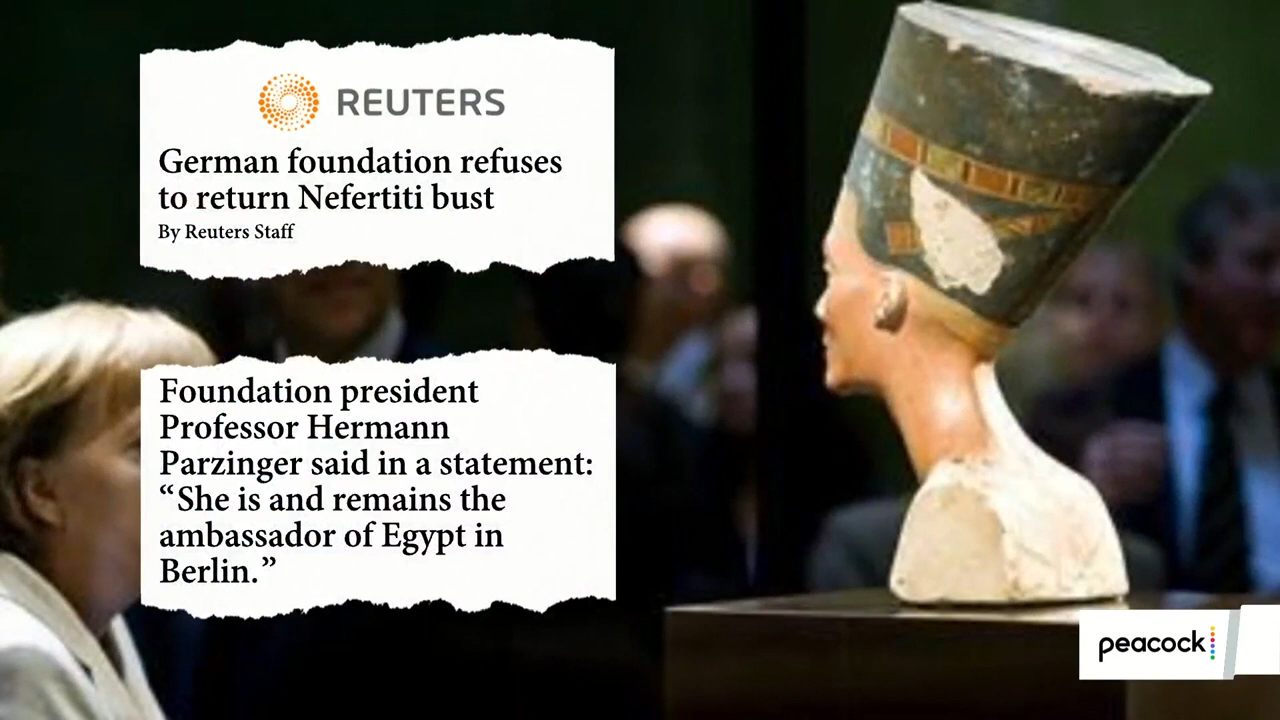 REUTERS
German foundation refuses
to return Nefertiti bust
By Reuters Staff
Foundation president
Professor Hermann
Parzinger said in a statement:
“She is and remains the
ambassador of Egypt in
Berlin.”
peacock